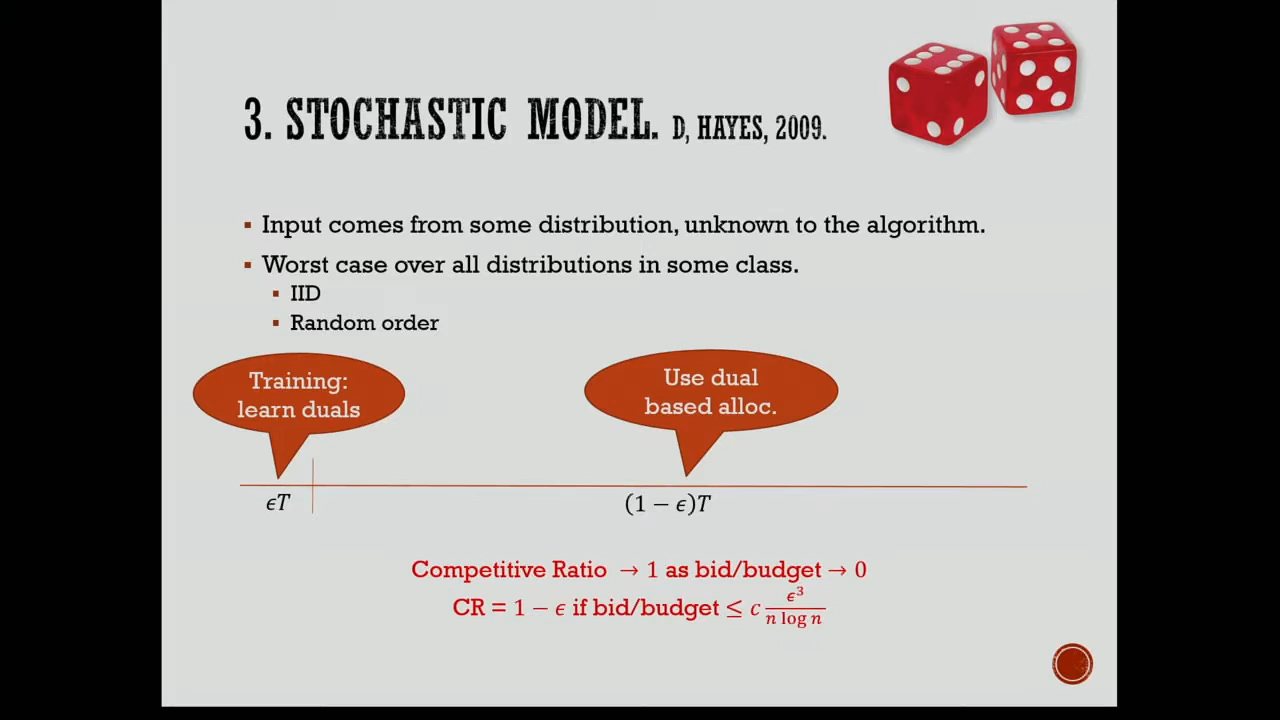 3. STOCHASTIC MODEL. D, HAYES, 2009.
▪ Input comes from some distribution, unknown to the algorithm.
▪ Worst case over all distributions in some class.
▪ IID
▪ Random order
Training:
learn duals
Use dual
based alloc.
ϵT
(1 − ϵ)T
Competitive Ratio → 1 as bid/budget → 0
CR = 1 − ϵ if bid/budget ≤ c ϵ³/(n log n)